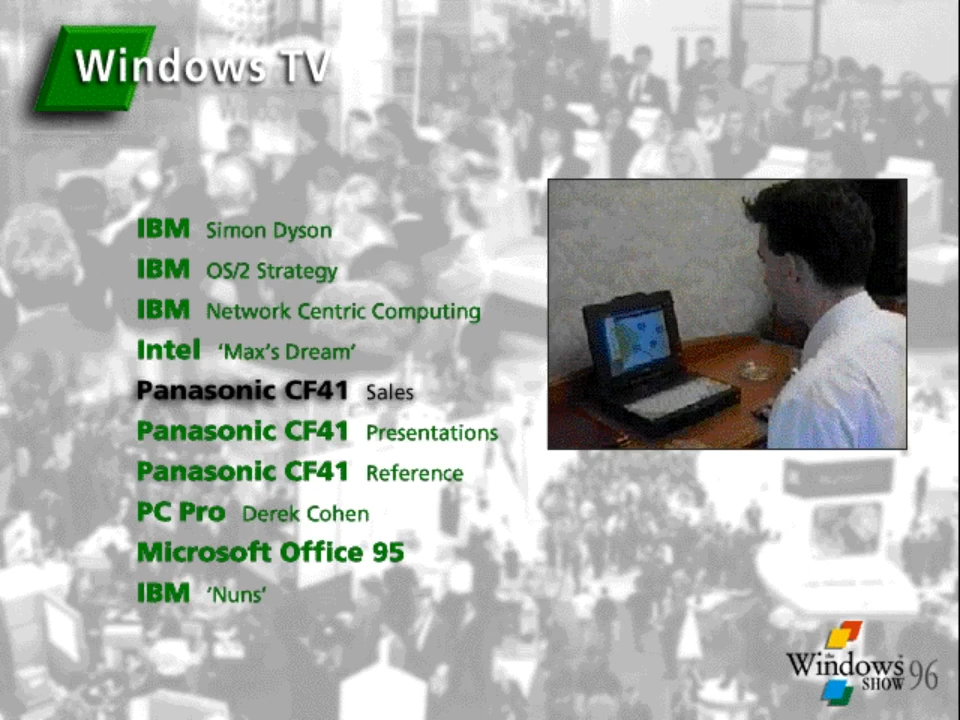 Windows TV
IBM Simon Dyson
IBM OS/2 Strategy
IBM Network Centric Computing
Intel ‘Max’s Dream’
Panasonic CF41 Sales
Panasonic CF41 Presentations
Panasonic CF41 Reference
PC Pro Derek Cohen
Microsoft Office 95
IBM ‘Nuns’
the
Windows
SHOW 96